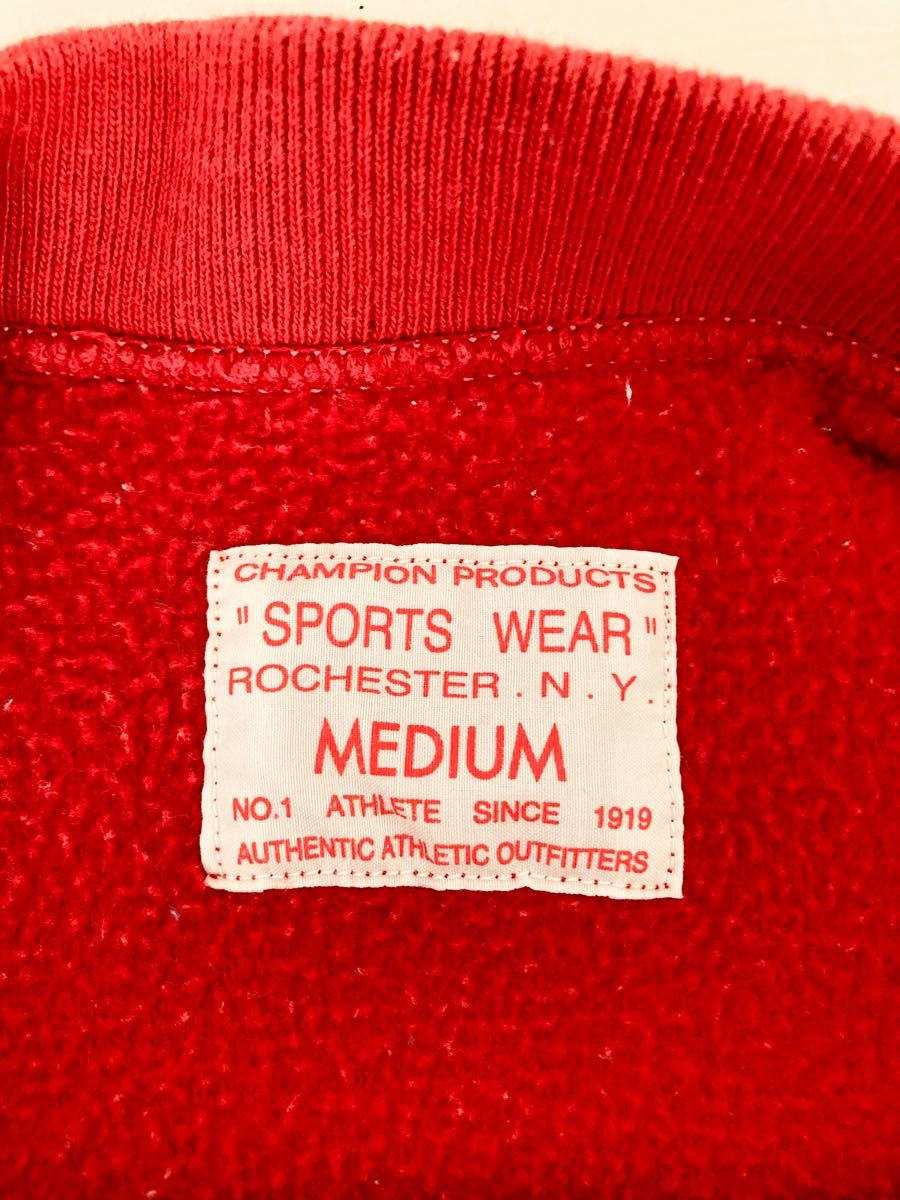 CHAMPION PRODUCTS
"SPORTS WEAR"
ROCHESTER . N . Y .
MEDIUM
NO.1 ATHLETE SINCE 1919
AUTHENTIC ATHLETIC OUTFITTERS